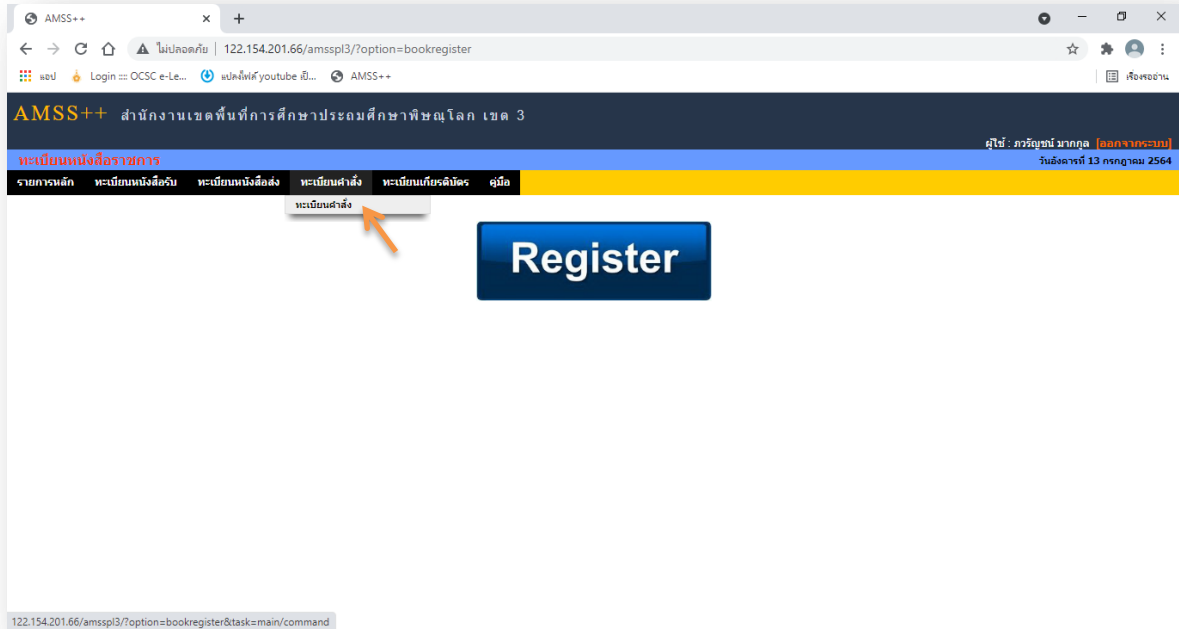 AMSS++
ไม่ปลอดภัย | 122.154.201.66/amsspl3/?option=bookregister
แอป Login :::: OCSC e-Le... แปลงไฟล์ youtube เป็... AMSS++ เรื่องรออ่าน
AMSS++ สำนักงานเขตพื้นที่การศึกษาประถมศึกษาพิษณุโลก เขต 3
ผู้ใช้ : ภวรัญชน์ มากกุล [ออกจากระบบ]
ทะเบียนหนังสือราชการ วันอังคารที่ 13 กรกฎาคม 2564
รายการหลัก ทะเบียนหนังสือรับ ทะเบียนหนังสือส่ง ทะเบียนคำสั่ง ทะเบียนเกียรติบัตร คู่มือ
ทะเบียนคำสั่ง
Register
122.154.201.66/amsspl3/?option=bookregister&task=main/command